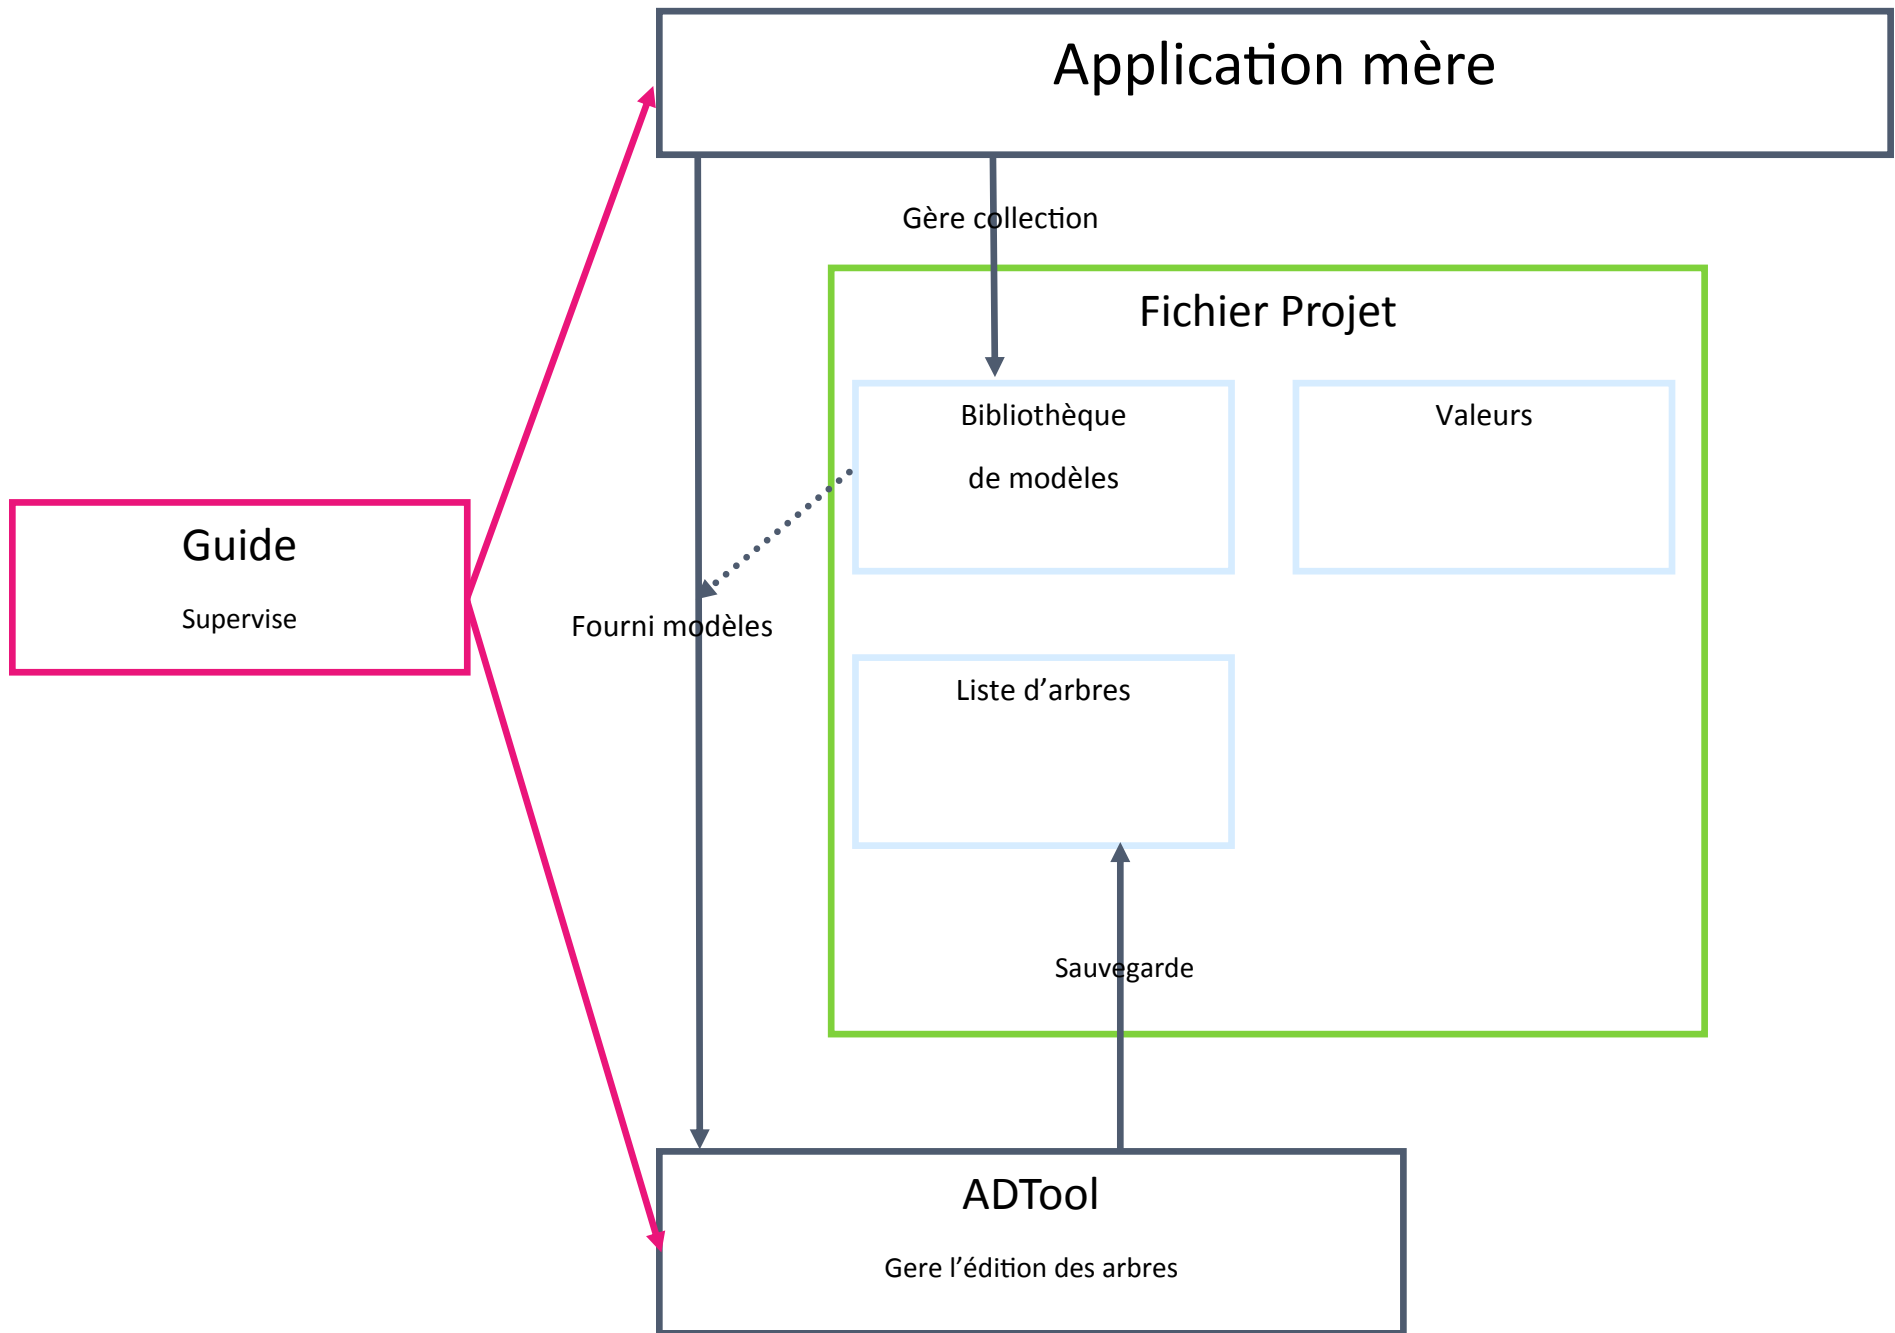 Application mère
Gère collection
Fichier Projet
Bibliothèque
de modèles
Valeurs
Guide
Supervise
Fourni modèles
Liste d’arbres
Sauvegarde
ADTool
Gere l’édition des arbres